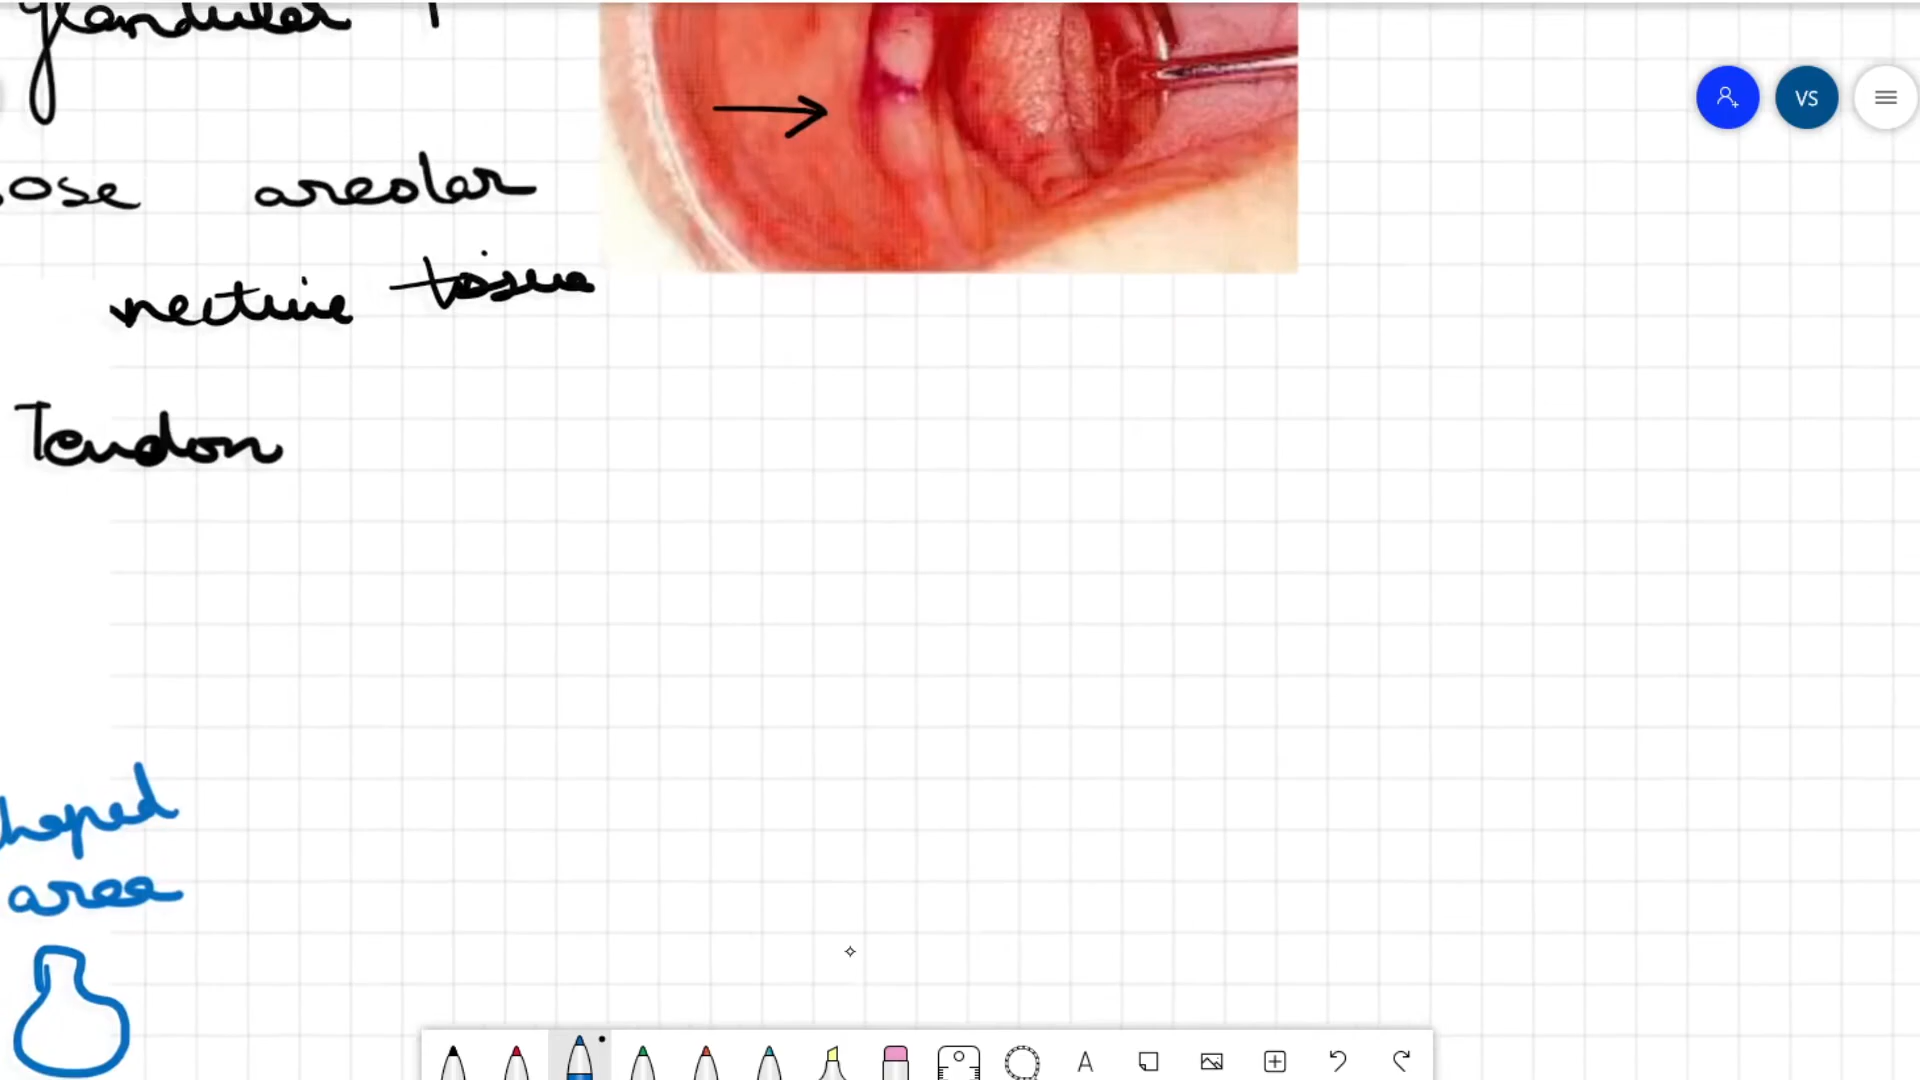 glandular
ose areolar
nective tissue
Tendon
haped
area
VS
A